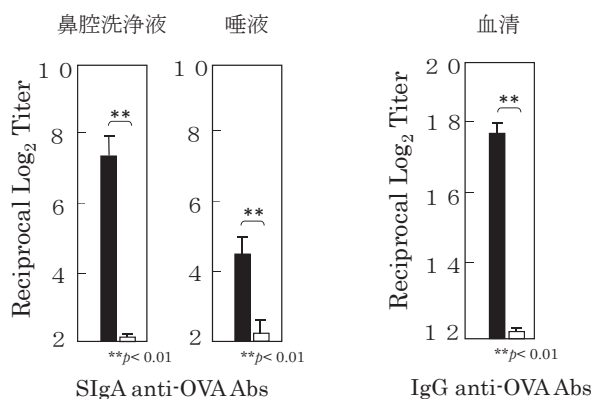 鼻腔洗浄液
唾液
血清
Reciprocal Log2 Titer
10
8
6
4
2
**
**p< 0.01
10
8
6
4
2
**
**p< 0.01
SIgA anti-OVA Abs
Reciprocal Log2 Titer
20
18
16
14
12
**
**p< 0.01
IgG anti-OVA Abs